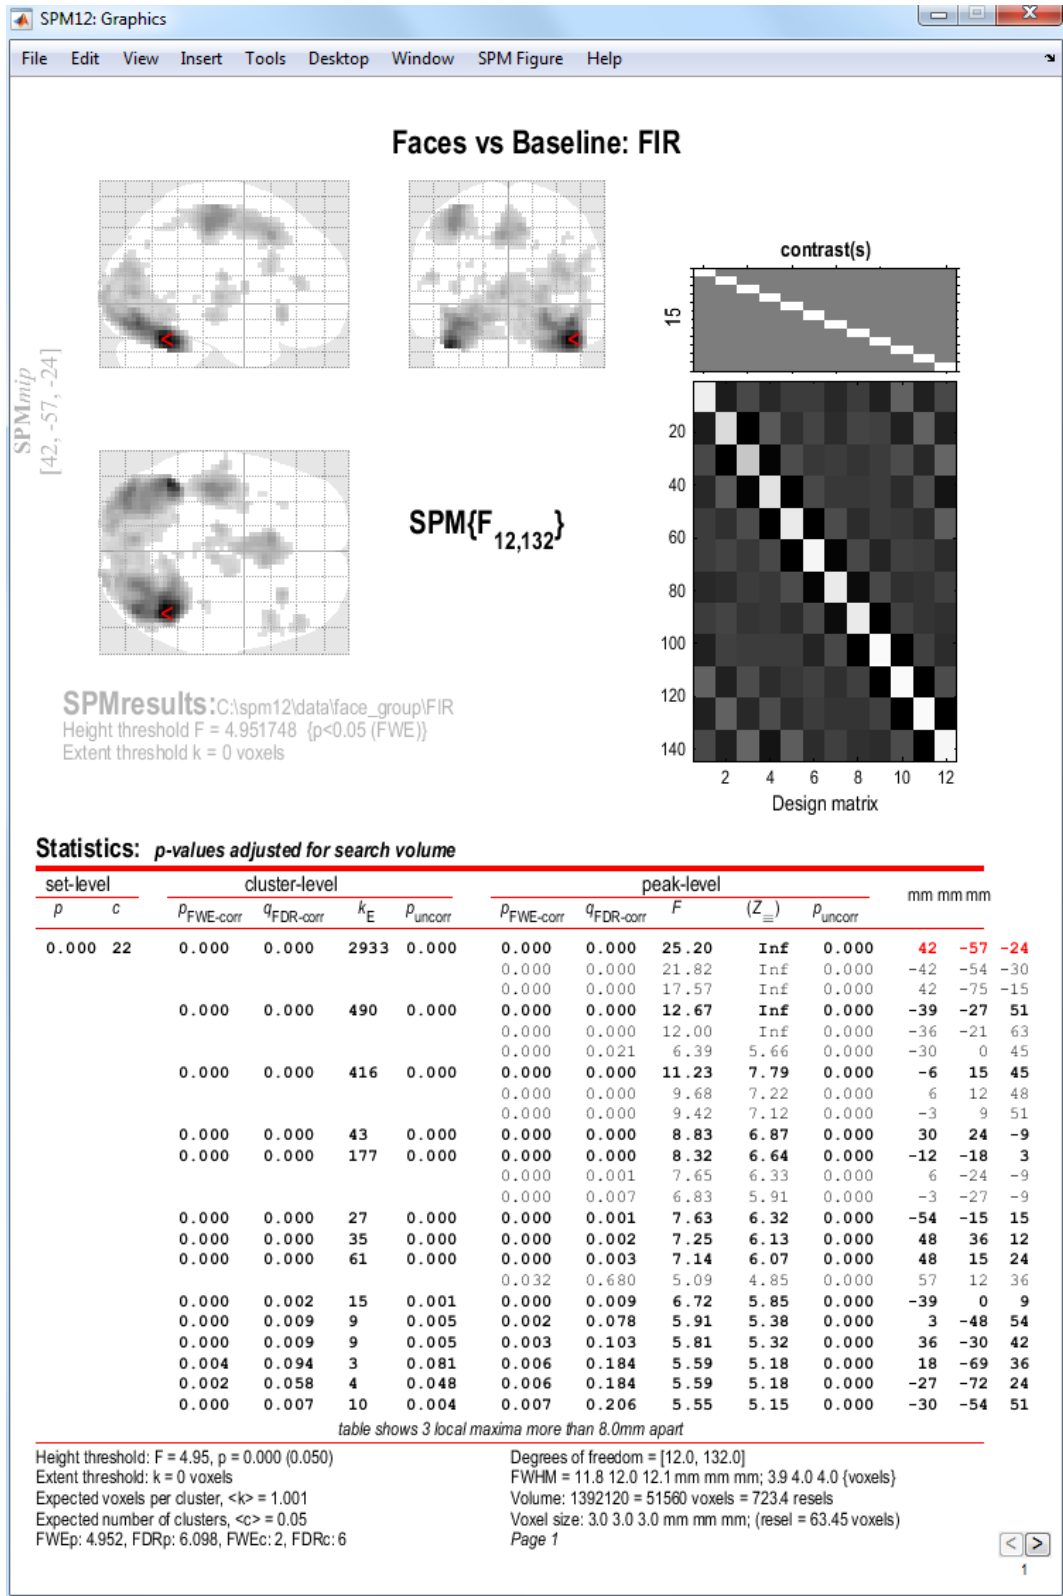 SPM12: Graphics
File Edit View Insert Tools Desktop Window SPM Figure Help
Faces vs Baseline: FIR
SPMmip
[42, -57, -24]
<
<
<
SPM{F12,132}
contrast(s)
15
20
40
60
80
100
120
140
2 4 6 8 10 12
Design matrix
SPMresults: C:\spm12\data\face_group\FIR
Height threshold F = 4.951748 {p<0.05 (FWE)}
Extent threshold k = 0 voxels
Statistics: p-values adjusted for search volume
set-level cluster-level peak-level mm mm mm
p c pFWE-corr qFDR-corr kE puncorr pFWE-corr qFDR-corr F (Z≡) puncorr
0.000 22 0.000 0.000 2933 0.000 0.000 0.000 25.20 Inf 0.000 42 -57 -24
0.000 0.000 21.82 Inf 0.000 -42 -54 -30
0.000 0.000 17.57 Inf 0.000 42 -75 -15
0.000 0.000 490 0.000 0.000 0.000 12.67 Inf 0.000 -39 -27 51
0.000 0.000 12.00 Inf 0.000 -36 -21 63
0.000 0.021 6.39 5.66 0.000 -30 0 45
0.000 0.000 416 0.000 0.000 0.000 11.23 7.79 0.000 -6 15 45
0.000 0.000 9.68 7.22 0.000 6 12 48
0.000 0.000 9.42 7.12 0.000 -3 9 51
0.000 0.000 43 0.000 0.000 0.000 8.83 6.87 0.000 30 24 -9
0.000 0.000 177 0.000 0.000 0.000 8.32 6.64 0.000 -12 -18 3
0.000 0.001 7.65 6.33 0.000 6 -24 -9
0.000 0.007 6.83 5.91 0.000 -3 -27 -9
0.000 0.000 27 0.000 0.000 0.001 7.63 6.32 0.000 -54 -15 15
0.000 0.000 35 0.000 0.000 0.002 7.25 6.13 0.000 48 36 12
0.000 0.000 61 0.000 0.000 0.003 7.14 6.07 0.000 48 15 24
0.032 0.680 5.09 4.85 0.000 57 12 36
0.000 0.002 15 0.001 0.000 0.009 6.72 5.85 0.000 -39 0 9
0.000 0.009 9 0.005 0.002 0.078 5.91 5.38 0.000 3 -48 54
0.000 0.009 9 0.005 0.003 0.103 5.81 5.32 0.000 36 -30 42
0.004 0.094 3 0.081 0.006 0.184 5.59 5.18 0.000 18 -69 36
0.002 0.058 4 0.048 0.006 0.184 5.59 5.18 0.000 -27 -72 24
0.000 0.007 10 0.004 0.007 0.206 5.55 5.15 0.000 -30 -54 51
table shows 3 local maxima more than 8.0mm apart
Height threshold: F = 4.95, p = 0.000 (0.050)
Extent threshold: k = 0 voxels
Expected voxels per cluster, <k> = 1.001
Expected number of clusters, <c> = 0.05
FWEp: 4.952, FDRp: 6.098, FWEc: 2, FDRc: 6
Degrees of freedom = [12.0, 132.0]
FWHM = 11.8 12.0 12.1 mm mm mm; 3.9 4.0 4.0 {voxels}
Volume: 1392120 = 51560 voxels = 723.4 resels
Voxel size: 3.0 3.0 3.0 mm mm mm; (resel = 63.45 voxels)
Page 1
< >
1